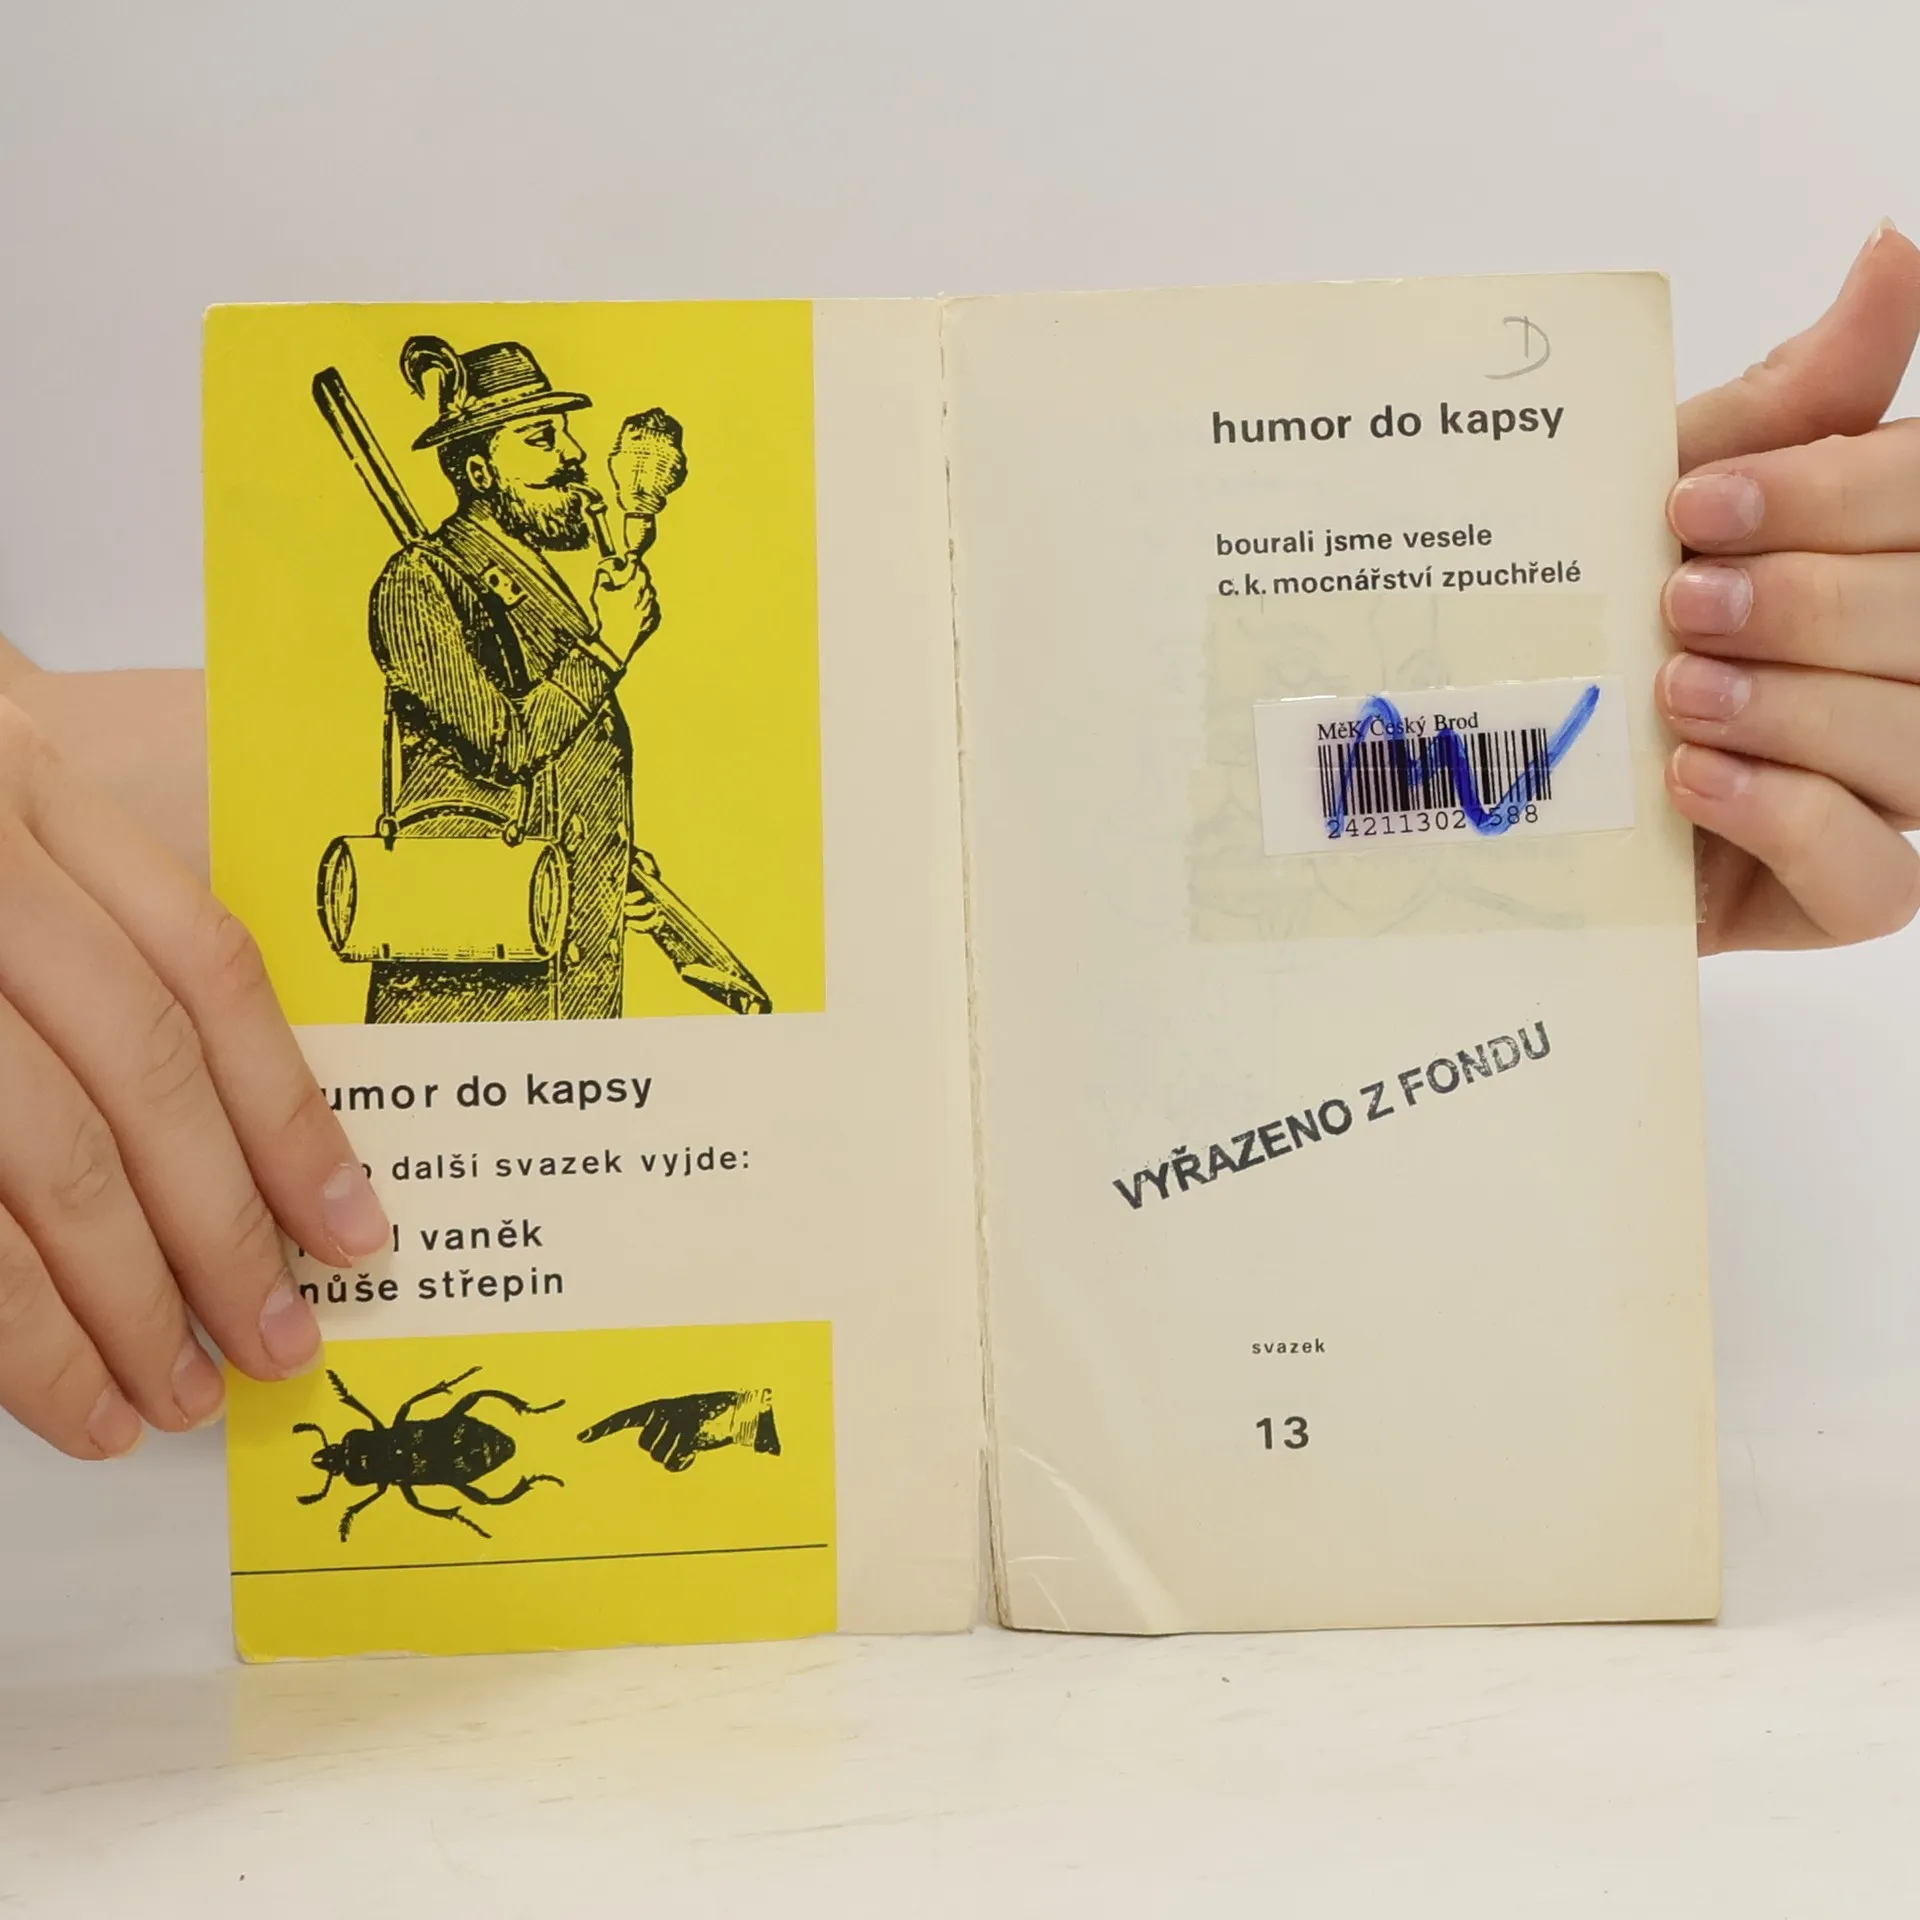 umor do kapsy
další svazek vyjde:
vaněk
nůše střepin
D
humor do kapsy
bourali jsme vesele
c. k. mocnářství zpuchřelé
MěK Český Brod
VYŘAZENO Z FONDU
svazek
13